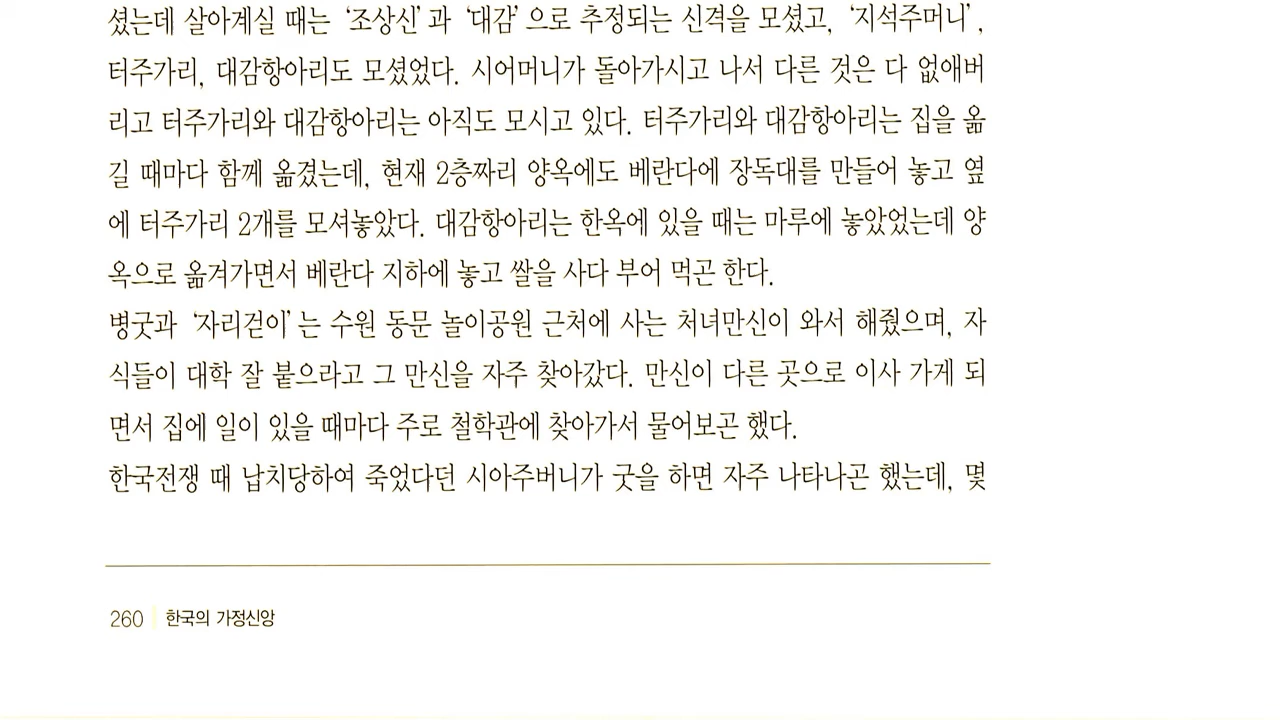 셨는데 살아계실 때는 ‘조상신’과 ‘대감’으로 추정되는 신격을 모셨고, ‘지석주머니’,
터주가리, 대감항아리도 모셨었다. 시어머니가 돌아가시고 나서 다른 것은 다 없애버
리고 터주가리와 대감항아리는 아직도 모시고 있다. 터주가리와 대감항아리는 집을 옮
길 때마다 함께 옮겼는데, 현재 2층짜리 양옥에도 베란다에 장독대를 만들어 놓고 옆
에 터주가리 2개를 모셔놓았다. 대감항아리는 한옥에 있을 때는 마루에 놓았었는데 양
옥으로 옮겨가면서 베란다 지하에 놓고 쌀을 사다 부어 먹곤 한다.
병굿과 ‘자리걷이’는 수원 동문 놀이공원 근처에 사는 처녀만신이 와서 해줬으며, 자
식들이 대학 잘 붙으라고 그 만신을 자주 찾아갔다. 만신이 다른 곳으로 이사 가게 되
면서 집에 일이 있을 때마다 주로 철학관에 찾아가서 물어보곤 했다.
한국전쟁 때 납치당하여 죽었다던 시아주버니가 굿을 하면 자주 나타나곤 했는데, 몇
260 한국의 가정신앙